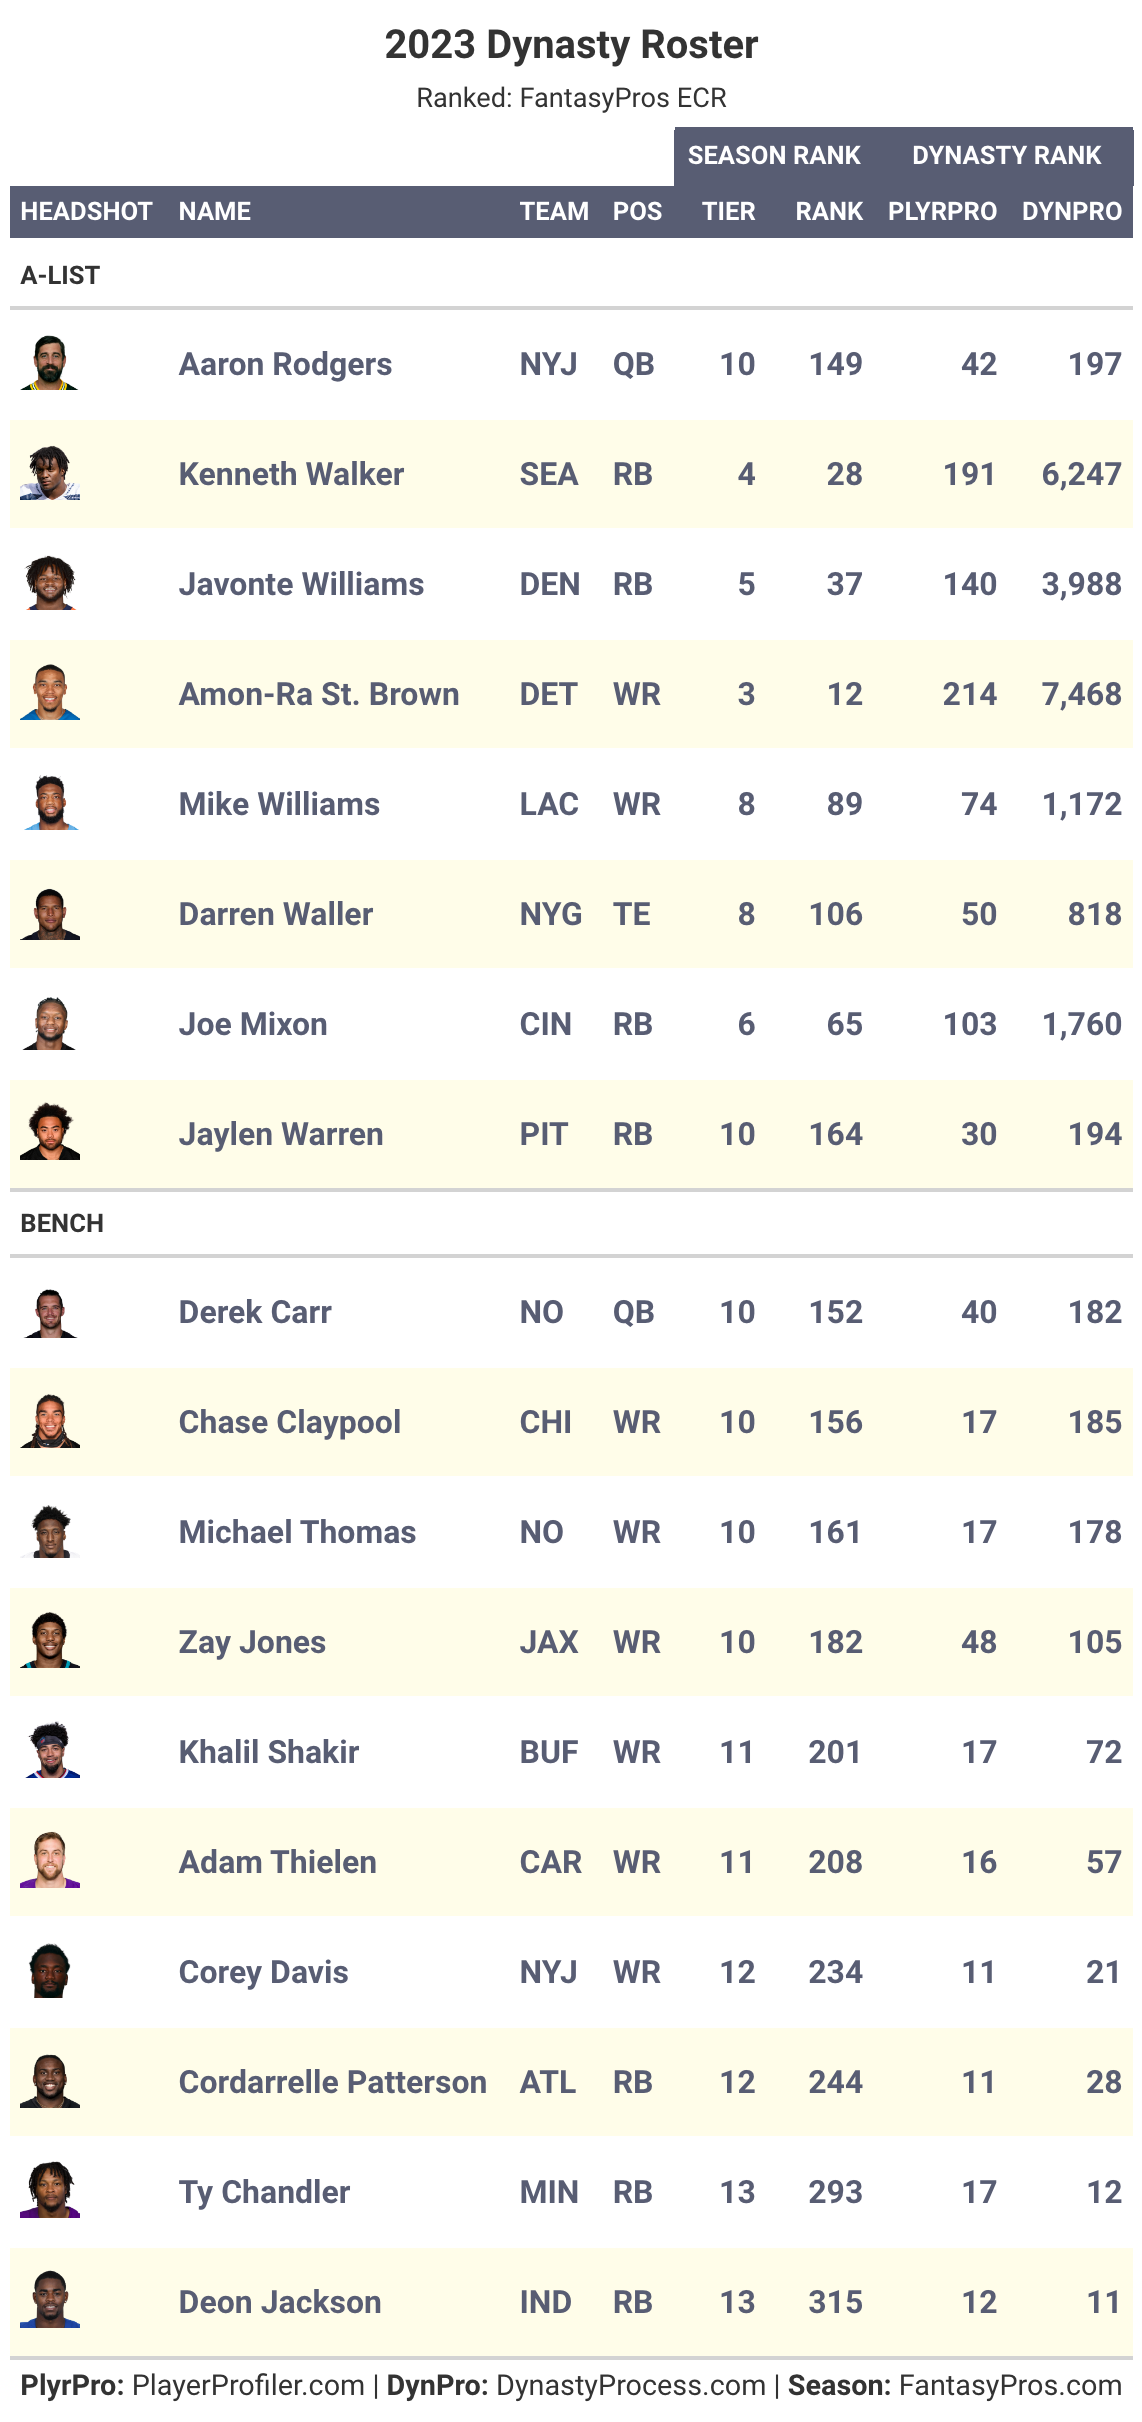 2023 Dynasty Roster
Ranked: FantasyPros ECR
SEASON RANK DYNASTY RANK
HEADSHOT NAME TEAM POS TIER RANK PLYRPRO DYNPRO
A-LIST
Aaron Rodgers NYJ QB 10 149 42 197
Kenneth Walker SEA RB 4 28 191 6,247
Javonte Williams DEN RB 5 37 140 3,988
Amon-Ra St. Brown DET WR 3 12 214 7,468
Mike Williams LAC WR 8 89 74 1,172
Darren Waller NYG TE 8 106 50 818
Joe Mixon CIN RB 6 65 103 1,760
Jaylen Warren PIT RB 10 164 30 194
BENCH
Derek Carr NO QB 10 152 40 182
Chase Claypool CHI WR 10 156 17 185
Michael Thomas NO WR 10 161 17 178
Zay Jones JAX WR 10 182 48 105
Khalil Shakir BUF WR 11 201 17 72
Adam Thielen CAR WR 11 208 16 57
Corey Davis NYJ WR 12 234 11 21
Cordarrelle Patterson ATL RB 12 244 11 28
Ty Chandler MIN RB 13 293 17 12
Deon Jackson IND RB 13 315 12 11
PlyrPro: PlayerProfiler.com | DynPro: DynastyProcess.com | Season: FantasyPros.com